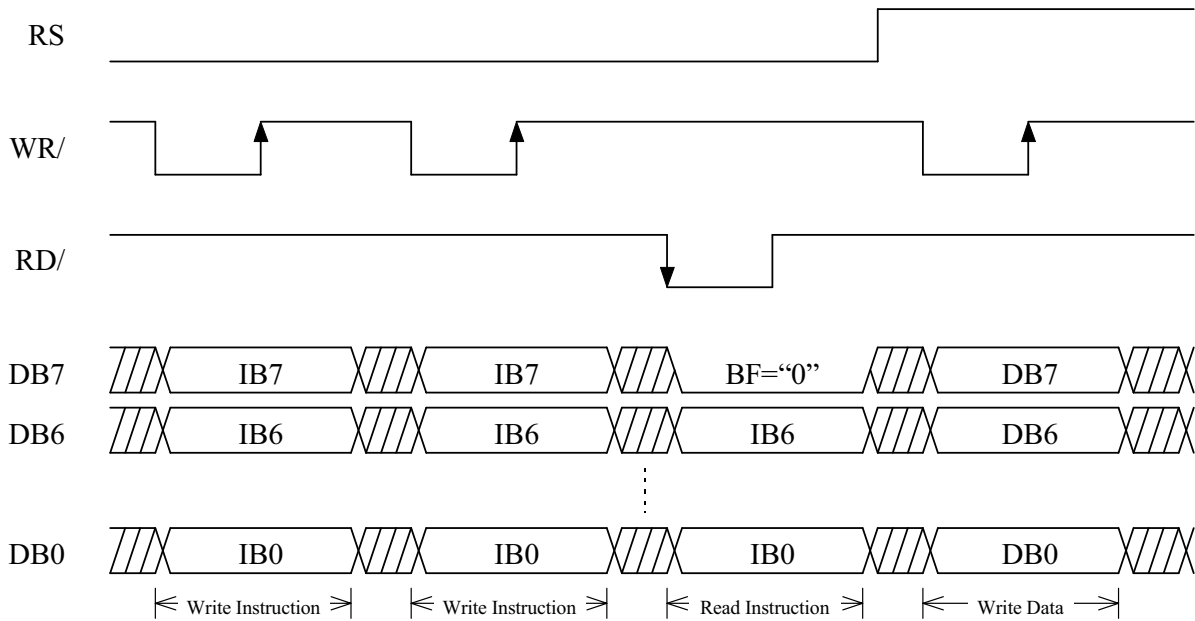 RS
WR/
RD/
DB7 IB7 IB7 BF=“0” DB7
DB6 IB6 IB6 IB6 DB6
DB0 IB0 IB0 IB0 DB0
Write Instruction Write Instruction Read Instruction Write Data